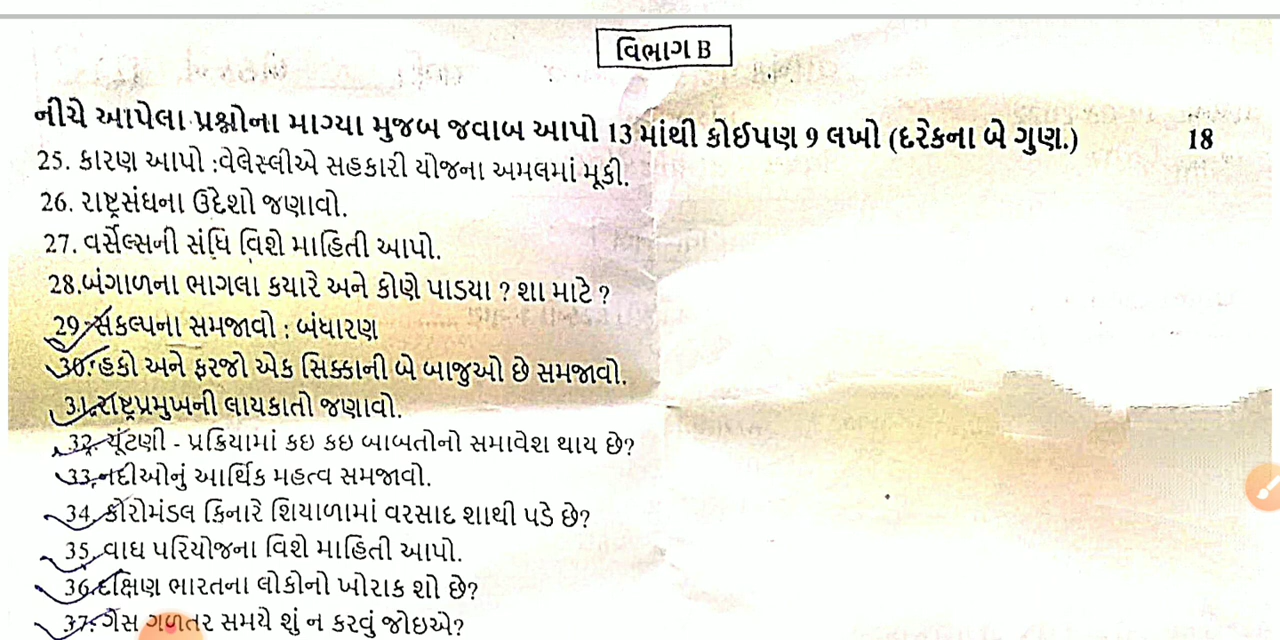 વિભાગ B
નીચે આપેલા પ્રશ્નોના માગ્યા મુજબ જવાબ આપો 13 માંથી કોઈપણ 9 લખો (દરેકના બે ગુણ.) 18
25. કારણ આપો :વેલેસ્લીએ સહકારી યોજના અમલમાં મૂકી.
26. રાષ્ટ્રસંઘના ઉદેશો જણાવો.
27. વર્સેલ્સની સંધિ વિશે માહિતી આપો.
28.બંગાળના ભાગલા કયારે અને કોણે પાડયા ? શા માટે ?
29. સંકલ્પના સમજાવો : બંધારણ
30. હકો અને ફરજો એક સિક્કાની બે બાજુઓ છે સમજાવો.
31. રાષ્ટ્રપ્રમુખની લાયકાતો જણાવો.
32. ચૂંટણી - પ્રક્રિયામાં કઇ કઇ બાબતોનો સમાવેશ થાય છે?
33. નદીઓનું આર્થિક મહત્વ સમજાવો.
34. કોરોમંડલ કિનારે શિયાળામાં વરસાદ શાથી પડે છે?
35. વાઘ પરિયોજના વિશે માહિતી આપો.
36. દક્ષિણ ભારતના લોકોનો ખોરાક શો છે?
37. ગેસ ગળતર સમયે શું ન કરવું જોઇએ?